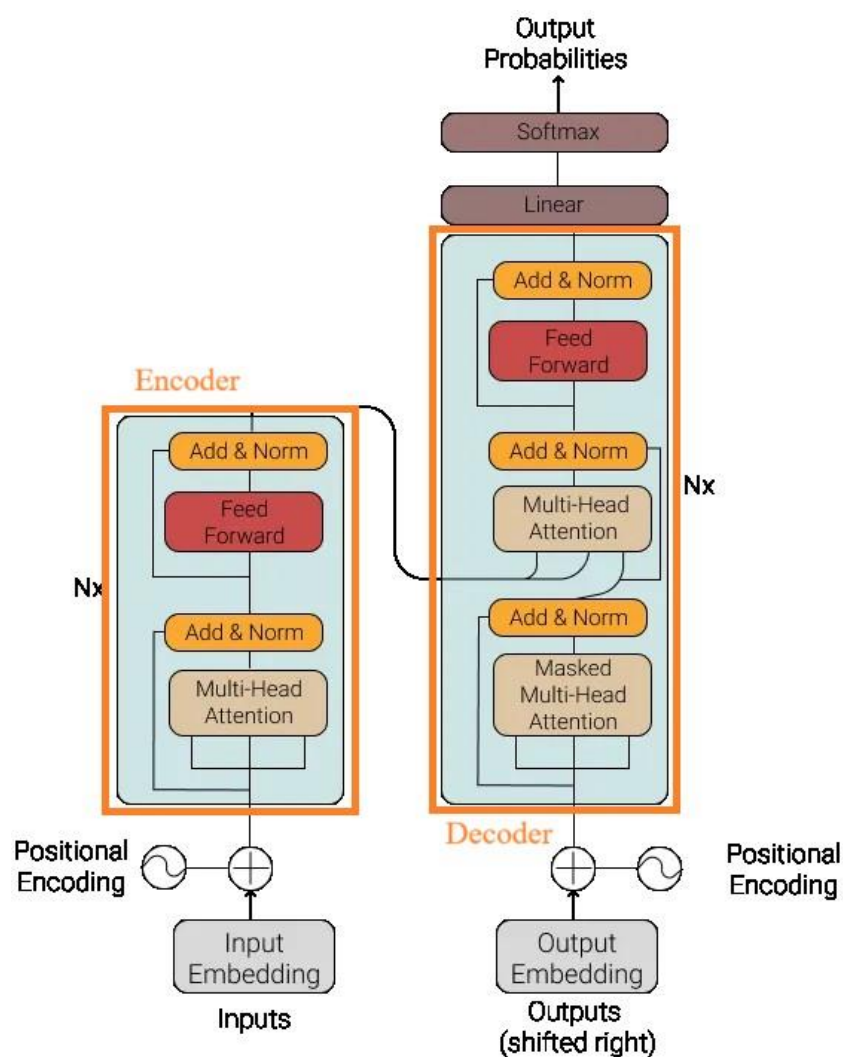 Output
Probabilities
Softmax
Linear
Add & Norm
Feed
Forward
Encoder
Add & Norm
Add & Norm
Multi-Head
Attention
Nx
Feed
Forward
Nx
Add & Norm
Add & Norm
Multi-Head
Attention
Masked
Multi-Head
Attention
Decoder
Positional
Encoding
Positional
Encoding
Input
Embedding
Output
Embedding
Inputs
Outputs
(shifted right)